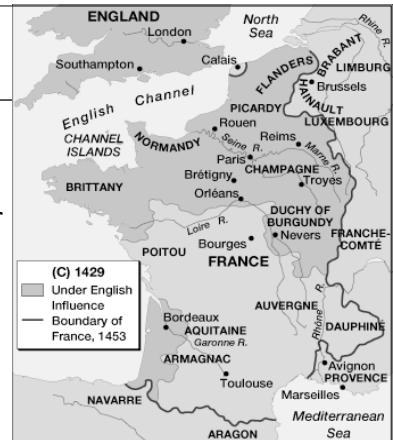 ENGLAND
London
North
Sea
Rhine R.
Southampton
Calais
FLANDERS
BRABANT
LIMBURG
Brussels
HAINAULT
LUXEMBOURG
English Channel
PICARDY
CHANNEL
ISLANDS
NORMANDY
Rouen
Seine R.
Reims
Marne R.
Paris
CHAMPAGNE
Brétigny
Troyes
BRITTANY
Orléans
DUCHY OF
BURGUNDY
Loire R.
Nevers
FRANCHE-
COMTÉ
POITOU
Bourges
FRANCE
(C) 1429
Under English
Influence
Boundary of
France, 1453
AUVERGNE
Rhône R.
Bordeaux
AQUITAINE
Garonne R.
DAUPHINE
ARMAGNAC
Toulouse
Avignon
PROVENCE
Marseilles
NAVARRE
Mediterranean
Sea
ARAGON